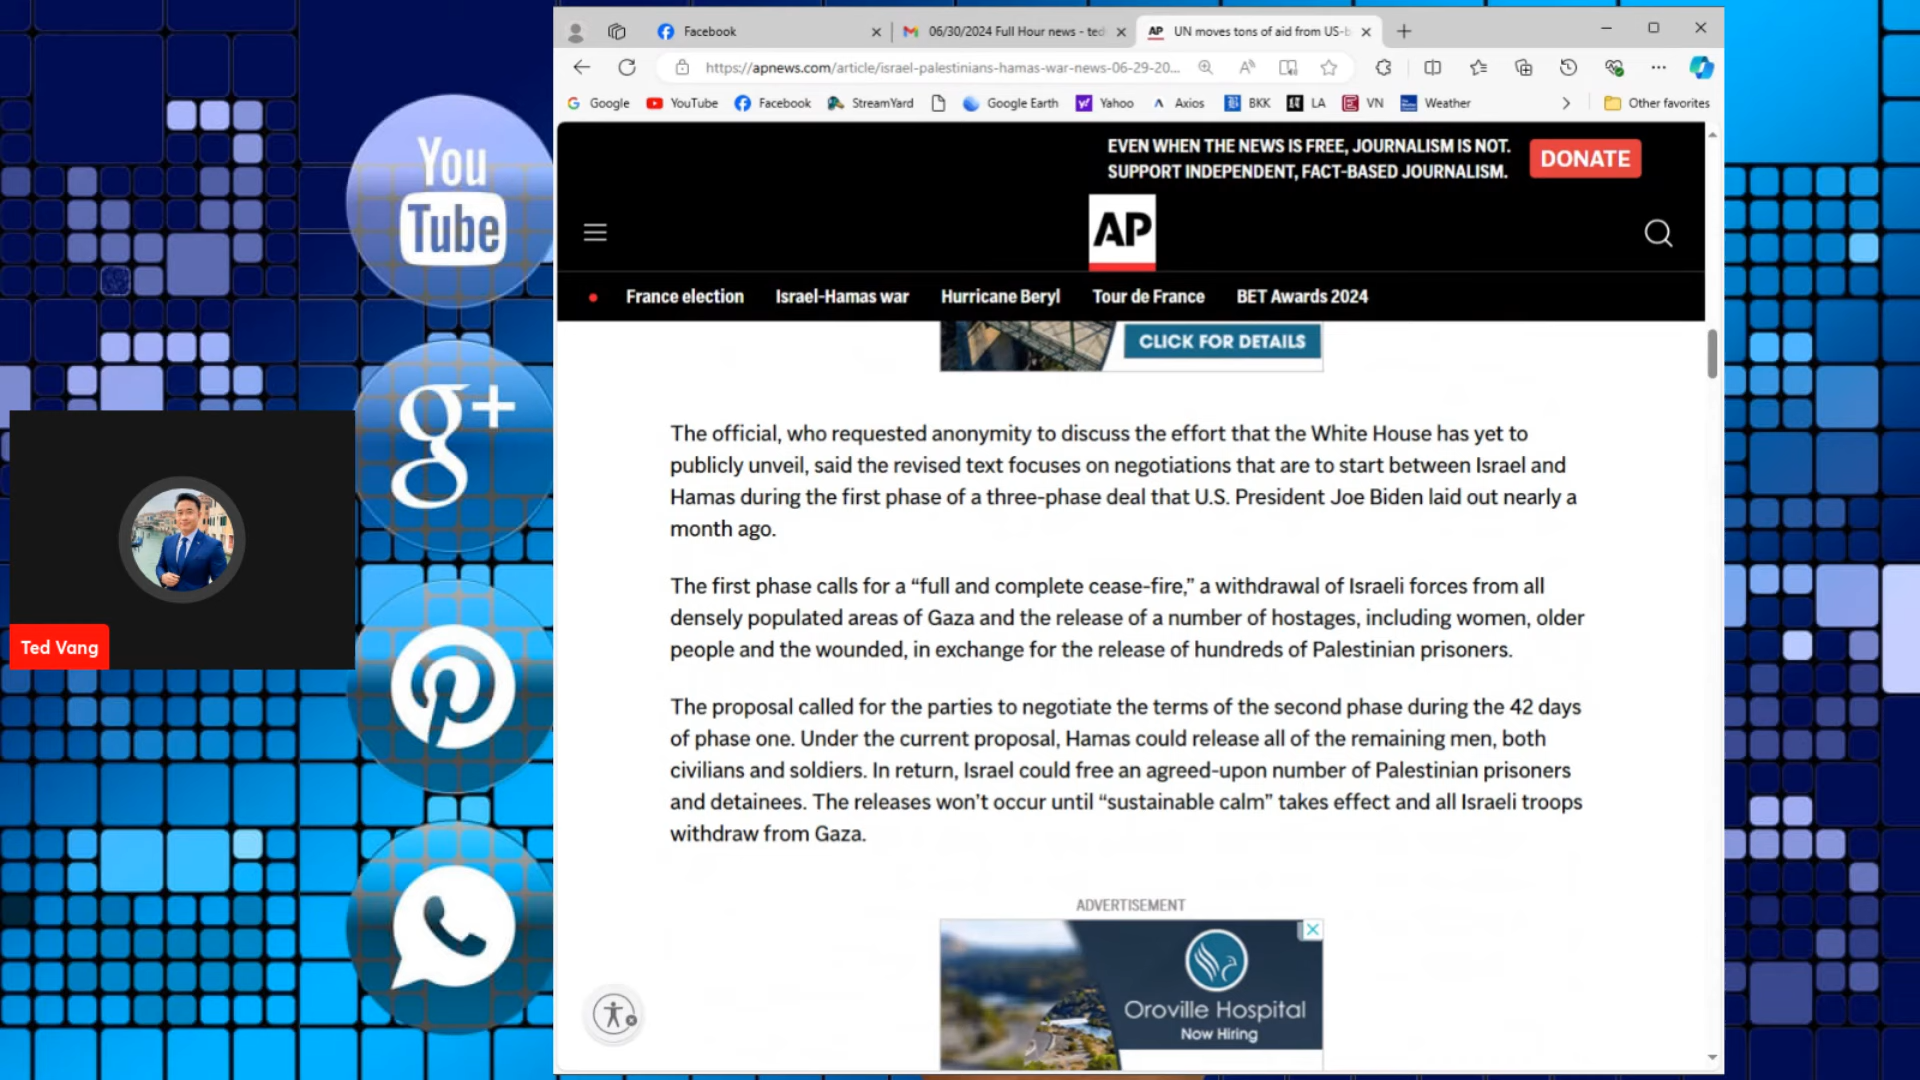 Facebook
06/30/2024 Full Hour news - ted
AP UN moves tons of aid from US-b
https://apnews.com/article/israel-palestinians-hamas-war-news-06-29-20...
Google
YouTube
Facebook
StreamYard
Google Earth
Yahoo
Axios
BKK
LA
VN
Weather
Other favorites
EVEN WHEN THE NEWS IS FREE, JOURNALISM IS NOT.
SUPPORT INDEPENDENT, FACT-BASED JOURNALISM.
DONATE
AP
France election
Israel-Hamas war
Hurricane Beryl
Tour de France
BET Awards 2024
CLICK FOR DETAILS
The official, who requested anonymity to discuss the effort that the White House has yet to
publicly unveil, said the revised text focuses on negotiations that are to start between Israel and
Hamas during the first phase of a three-phase deal that U.S. President Joe Biden laid out nearly a
month ago.
The first phase calls for a “full and complete cease-fire,” a withdrawal of Israeli forces from all
densely populated areas of Gaza and the release of a number of hostages, including women, older
people and the wounded, in exchange for the release of hundreds of Palestinian prisoners.
The proposal called for the parties to negotiate the terms of the second phase during the 42 days
of phase one. Under the current proposal, Hamas could release all of the remaining men, both
civilians and soldiers. In return, Israel could free an agreed-upon number of Palestinian prisoners
and detainees. The releases won’t occur until “sustainable calm” takes effect and all Israeli troops
withdraw from Gaza.
ADVERTISEMENT
Oroville Hospital
Now Hiring
You
Tube
g+
Ted Vang